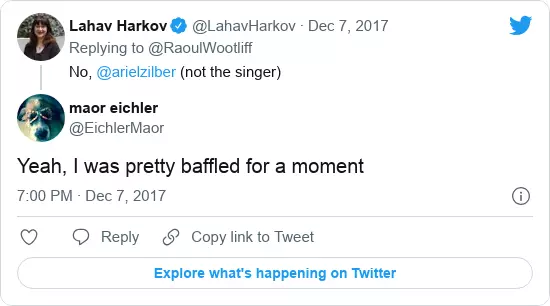 Lahav Harkov @LahavHarkov · Dec 7, 2017
Replying to @RaoulWootliff
No, @arielzilber (not the singer)
maor eichler
@EichlerMaor
Yeah, I was pretty baffled for a moment
7:00 PM · Dec 7, 2017
Reply Copy link to Tweet
Explore what's happening on Twitter